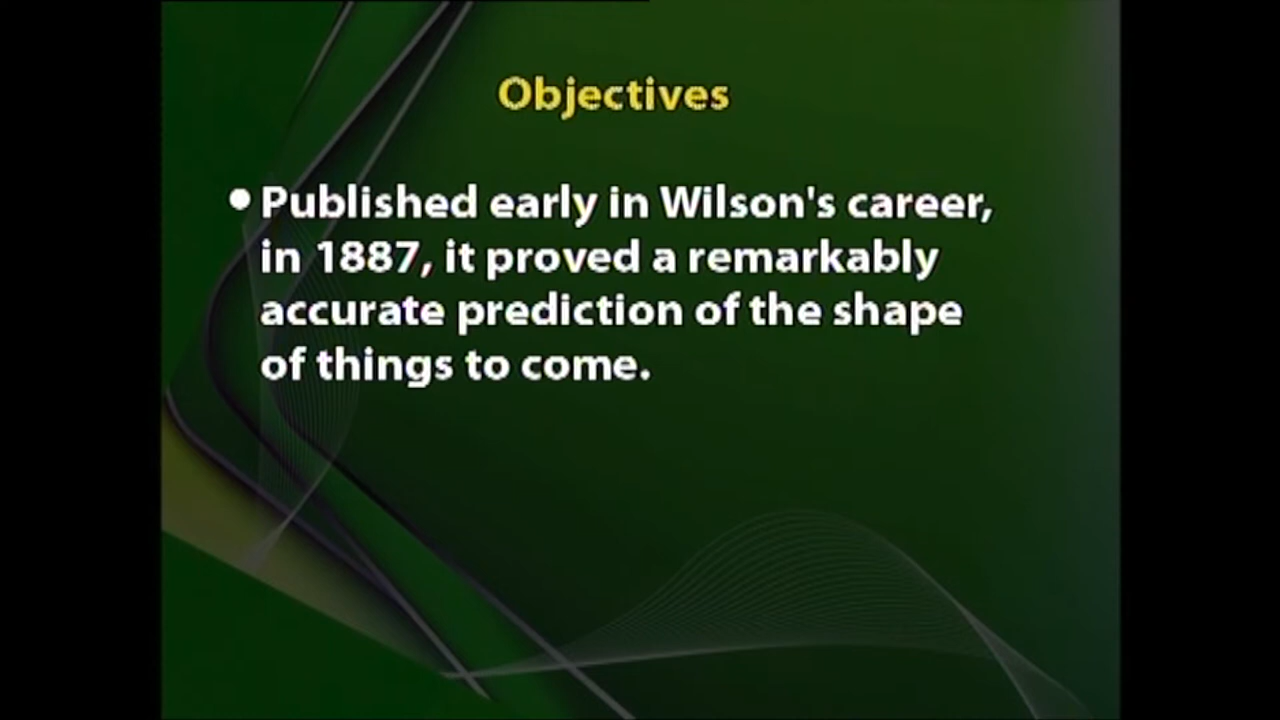 Objectives
• Published early in Wilson's career,
in 1887, it proved a remarkably
accurate prediction of the shape
of things to come.